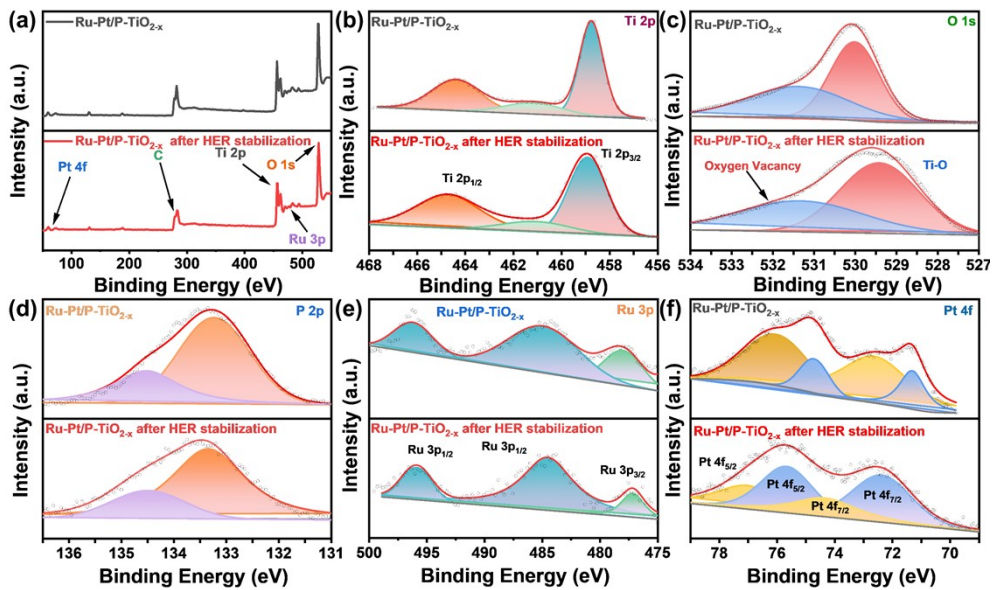 (a)
Ru-Pt/P-TiO2-x
Ru-Pt/P-TiO2-x after HER stabilization
Pt 4f
C
Ti 2p
O 1s
Ru 3p
Intensity (a.u.)
100 200 300 400 500
Binding Energy (eV)
(b)
Ru-Pt/P-TiO2-x
Ti 2p
Ru-Pt/P-TiO2-x after HER stabilization
Ti 2p1/2
Ti 2p3/2
Intensity (a.u.)
468 466 464 462 460 458 456
Binding Energy (eV)
(c)
Ru-Pt/P-TiO2-x
O 1s
Ru-Pt/P-TiO2-x after HER stabilization
Oxygen Vacancy
Ti-O
Intensity (a.u.)
534 533 532 531 530 529 528 527
Binding Energy (eV)
(d)
Ru-Pt/P-TiO2-x
P 2p
Ru-Pt/P-TiO2-x after HER stabilization
Intensity (a.u.)
136 135 134 133 132 131
Binding Energy (eV)
(e)
Ru-Pt/P-TiO2-x
Ru 3p
Ru-Pt/P-TiO2-x after HER stabilization
Ru 3p1/2
Ru 3p1/2
Ru 3p3/2
Intensity (a.u.)
500 495 490 485 480 475
Binding Energy (eV)
(f)
Ru-Pt/P-TiO2-x
Pt 4f
Ru-Pt/P-TiO2-x after HER stabilization
Pt 4f5/2
Pt 4f5/2
Pt 4f7/2
Pt 4f7/2
Intensity (a.u.)
78 76 74 72 70
Binding Energy (eV)